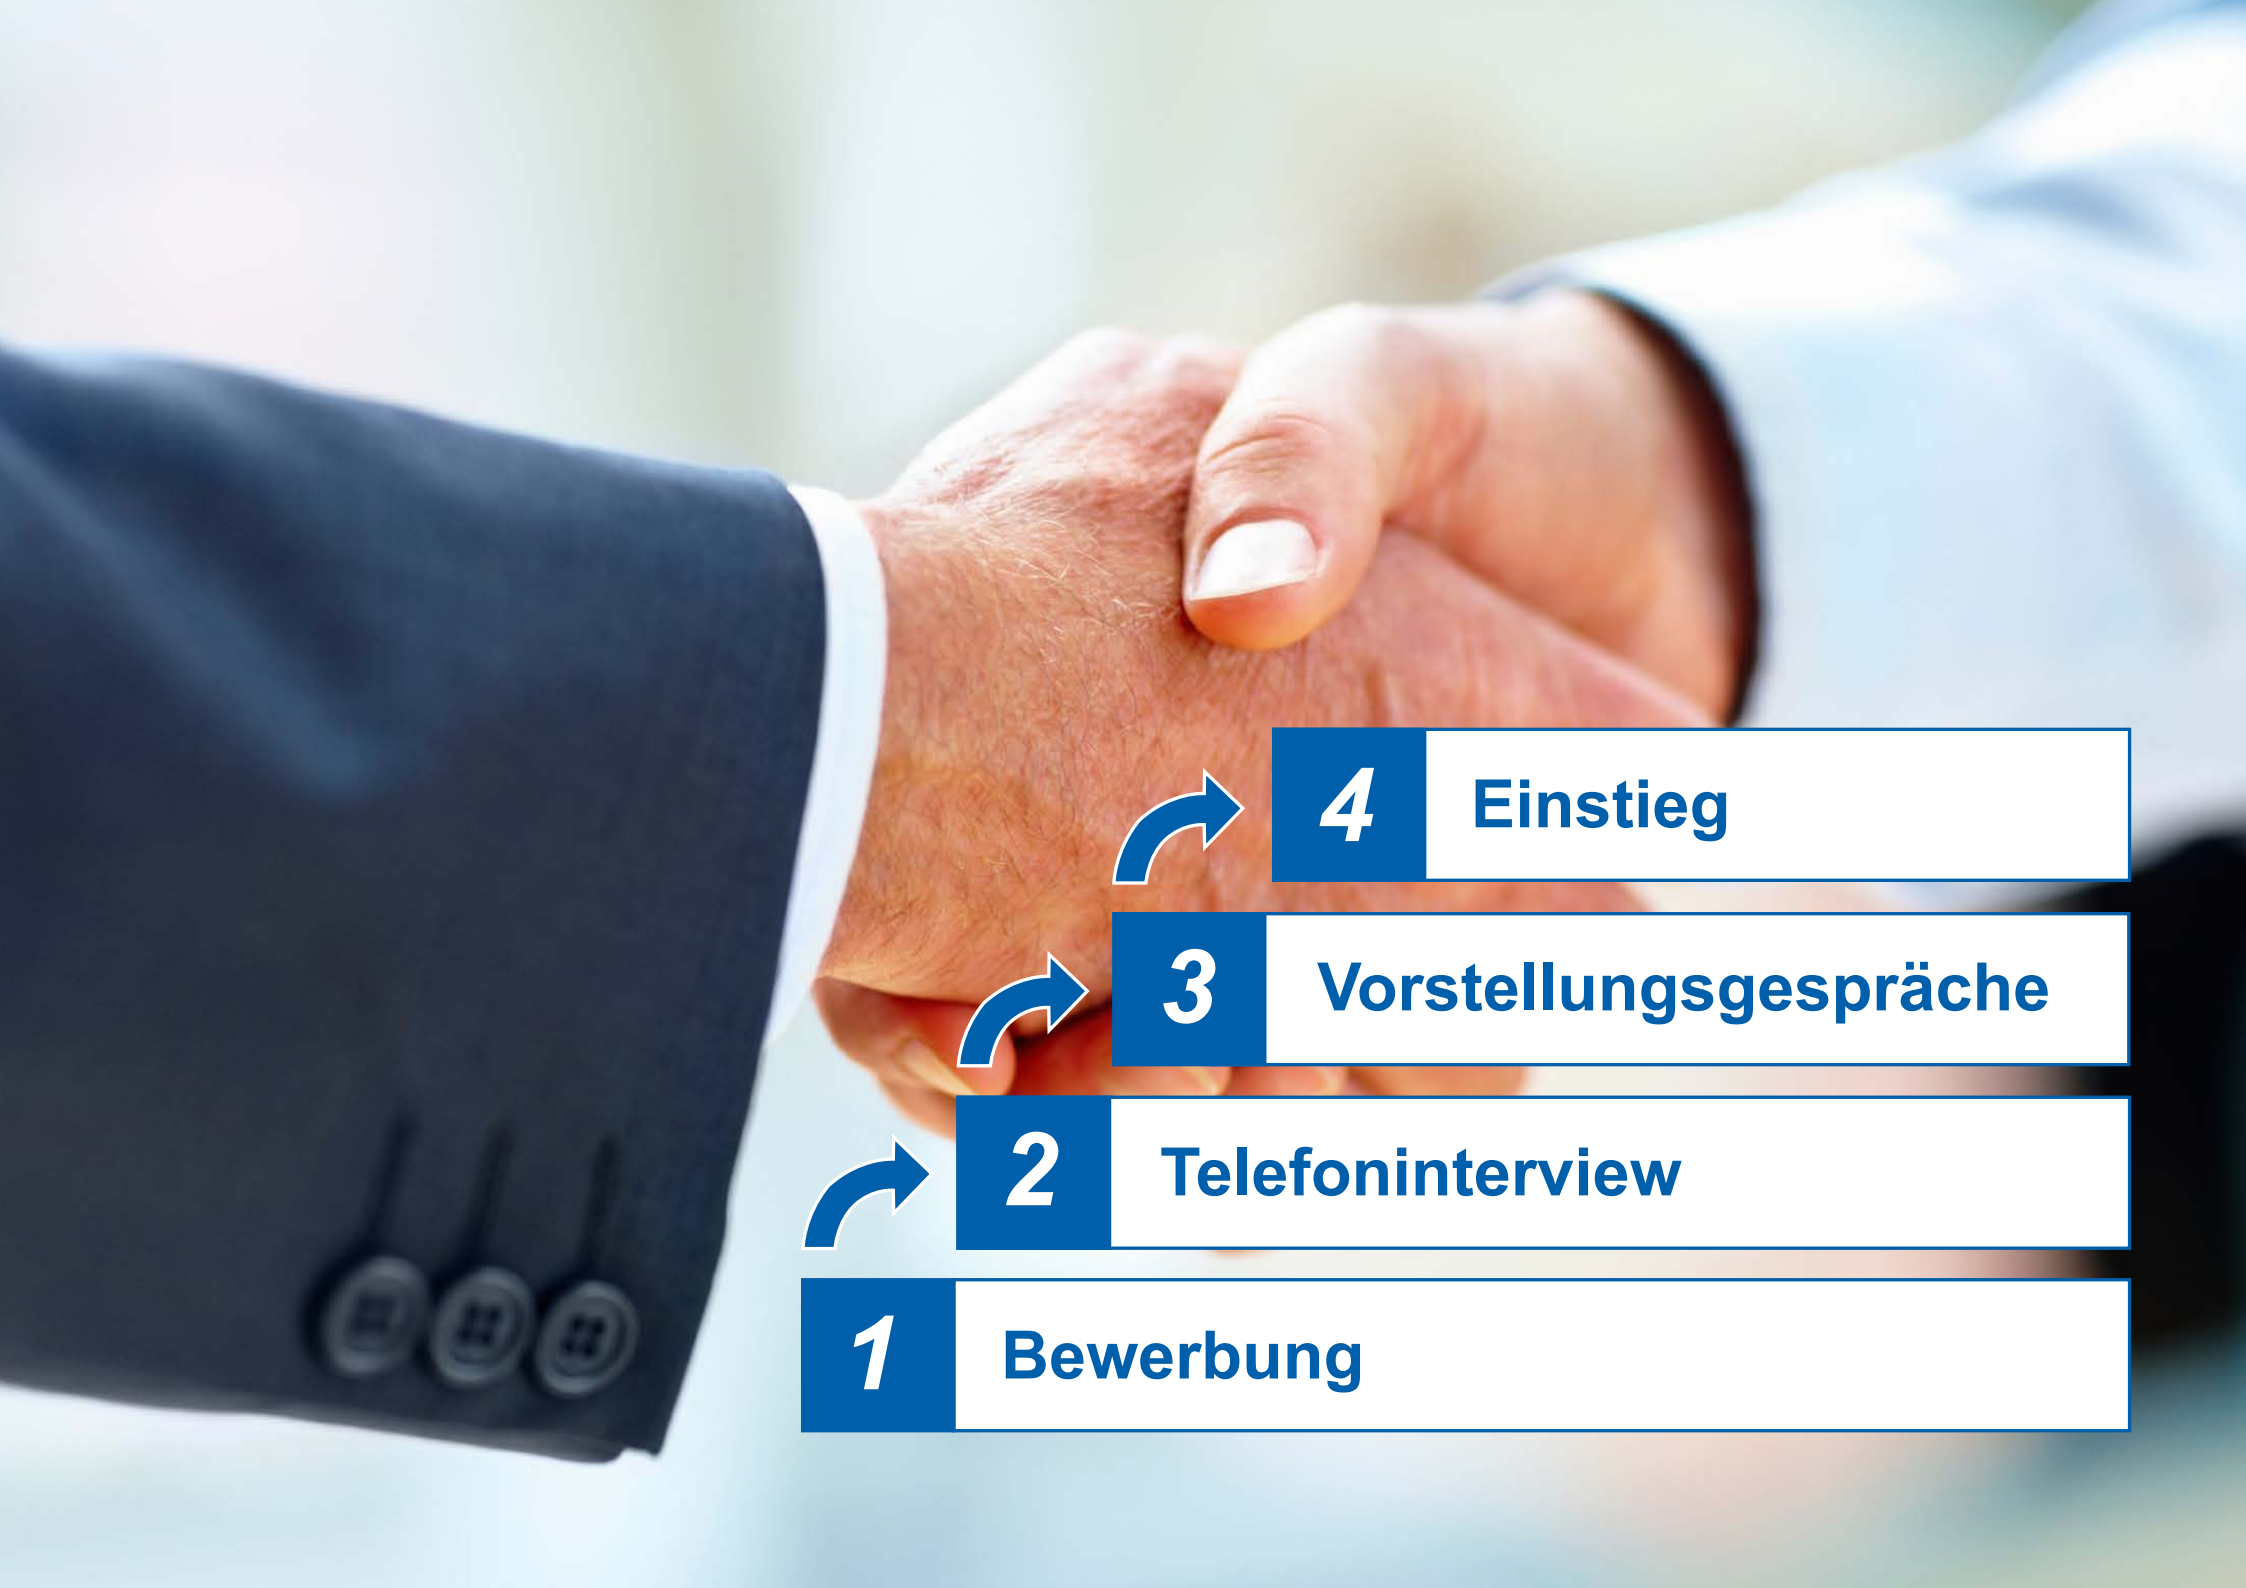 4 Einstieg
3 Vorstellungsgespräche
2 Telefoninterview
1 Bewerbung